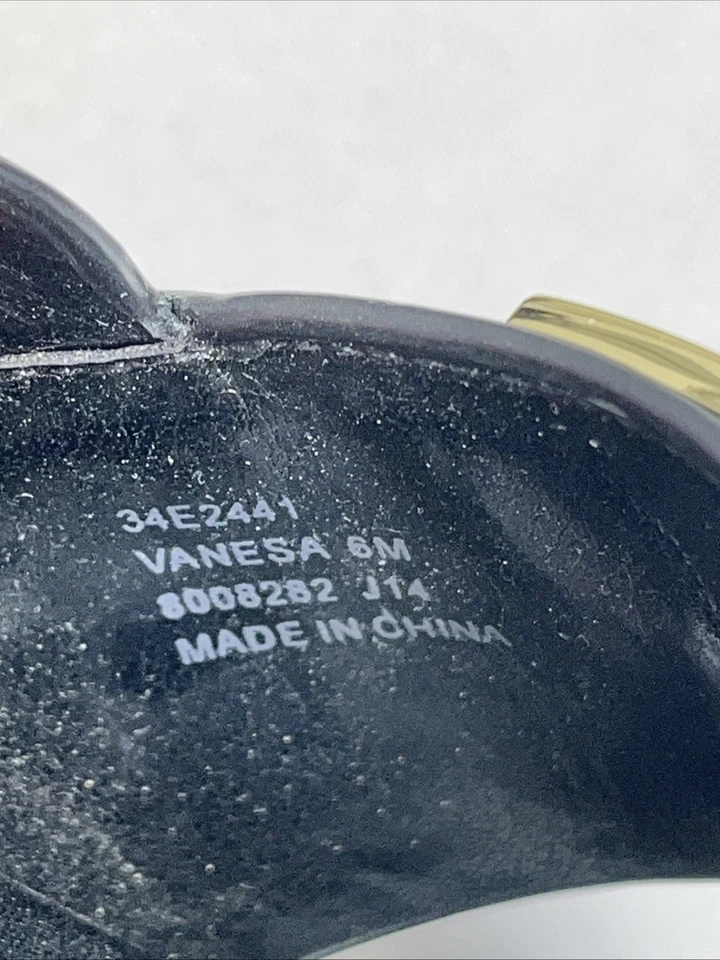 34E2441
VANESA 6M
8008282 J14
MADE IN CHINA